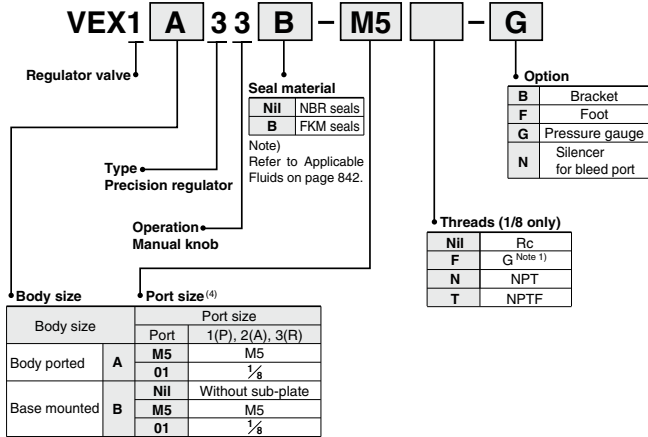 VEX1 A 3 3 B – M5 – G
Regulator valve
Seal material
Nil NBR seals
B FKM seals
Note)
Refer to Applicable
Fluids on page 842.
Option
B Bracket
F Foot
G Pressure gauge
N Silencer
for bleed port
Type
Precision regulator
Operation
Manual knob
Threads (1/8 only)
Nil Rc
F G Note 1)
N NPT
T NPTF
Body size
Port size (4)
Body size Port size
Port 1(P), 2(A), 3(R)
Body ported A M5 M5
01 1/8
Base mounted B Nil Without sub-plate
M5 M5
01 1/8